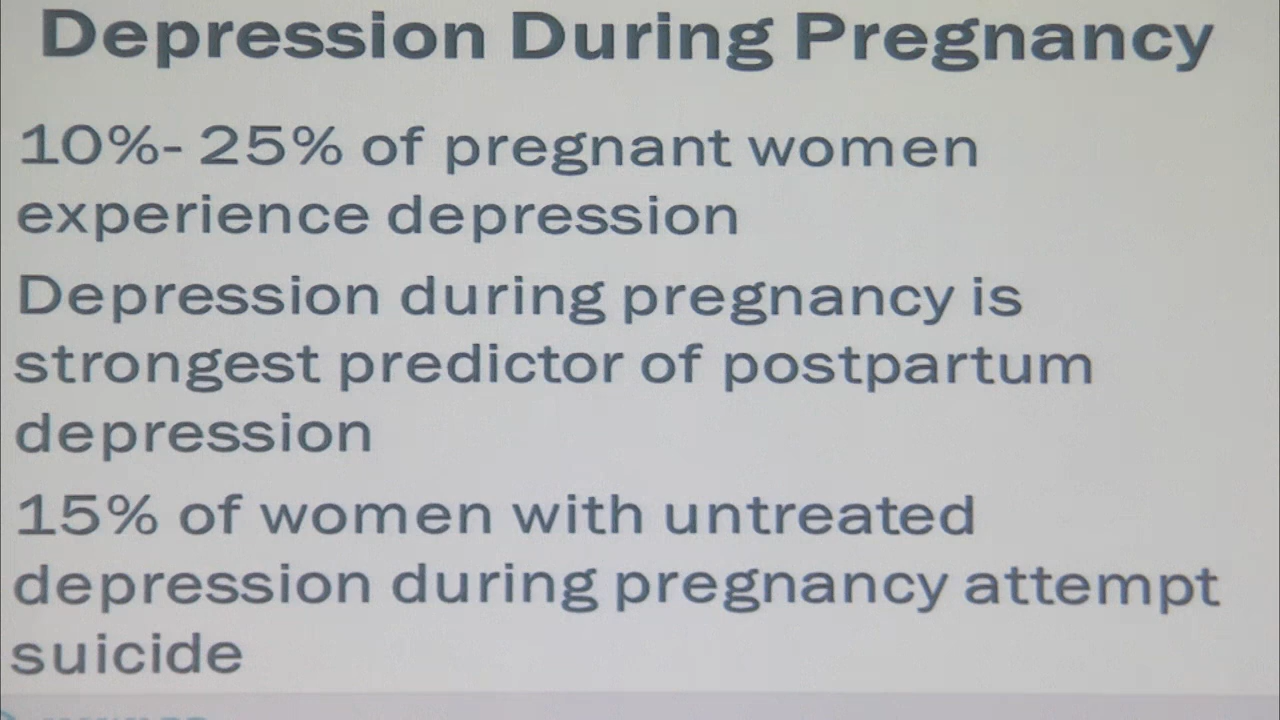 Depression During Pregnancy
10%- 25% of pregnant women
experience depression
Depression during pregnancy is
strongest predictor of postpartum
depression
15% of women with untreated
depression during pregnancy attempt
suicide